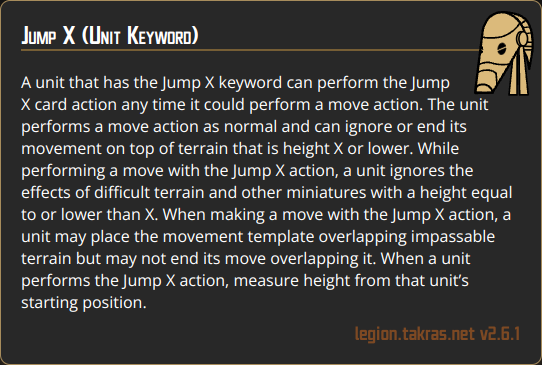 Jump X (Unit Keyword)
A unit that has the Jump X keyword can perform the Jump
X card action any time it could perform a move action. The unit
performs a move action as normal and can ignore or end its
movement on top of terrain that is height X or lower. While
performing a move with the Jump X action, a unit ignores the
effects of difficult terrain and other miniatures with a height equal
to or lower than X. When making a move with the Jump X action, a
unit may place the movement template overlapping impassable
terrain but may not end its move overlapping it. When a unit
performs the Jump X action, measure height from that unit’s
starting position.
legion.takras.net v2.6.1